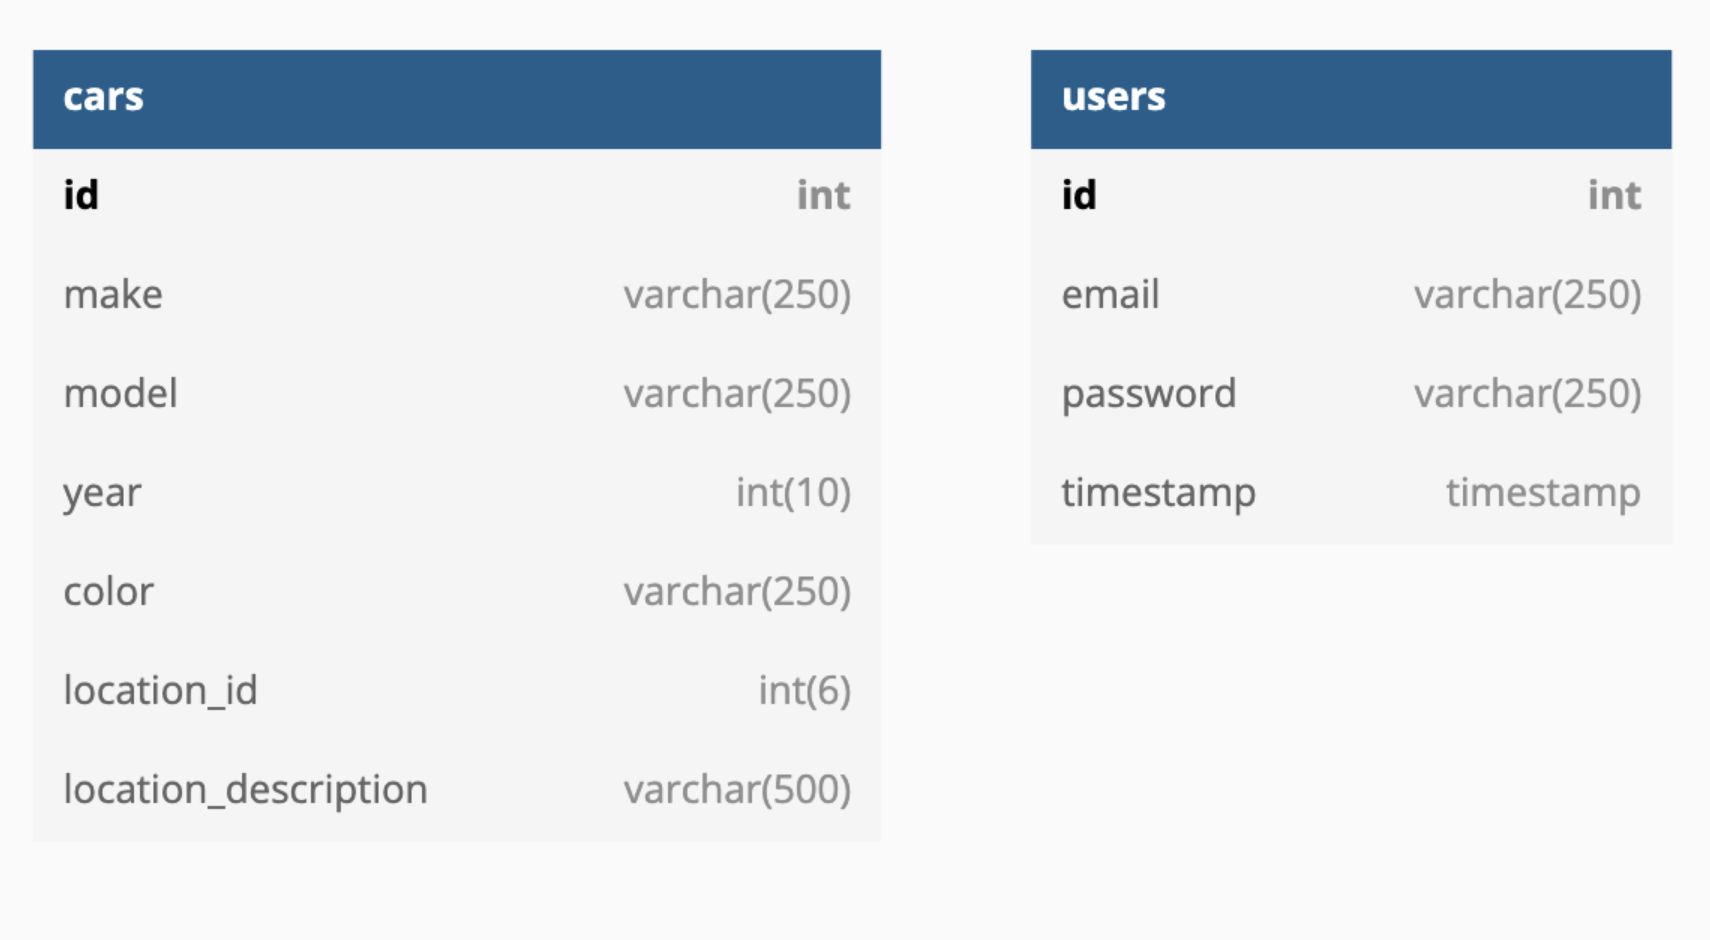 cars
id int
make varchar(250)
model varchar(250)
year int(10)
color varchar(250)
location_id int(6)
location_description varchar(500)
users
id int
email varchar(250)
password varchar(250)
timestamp timestamp